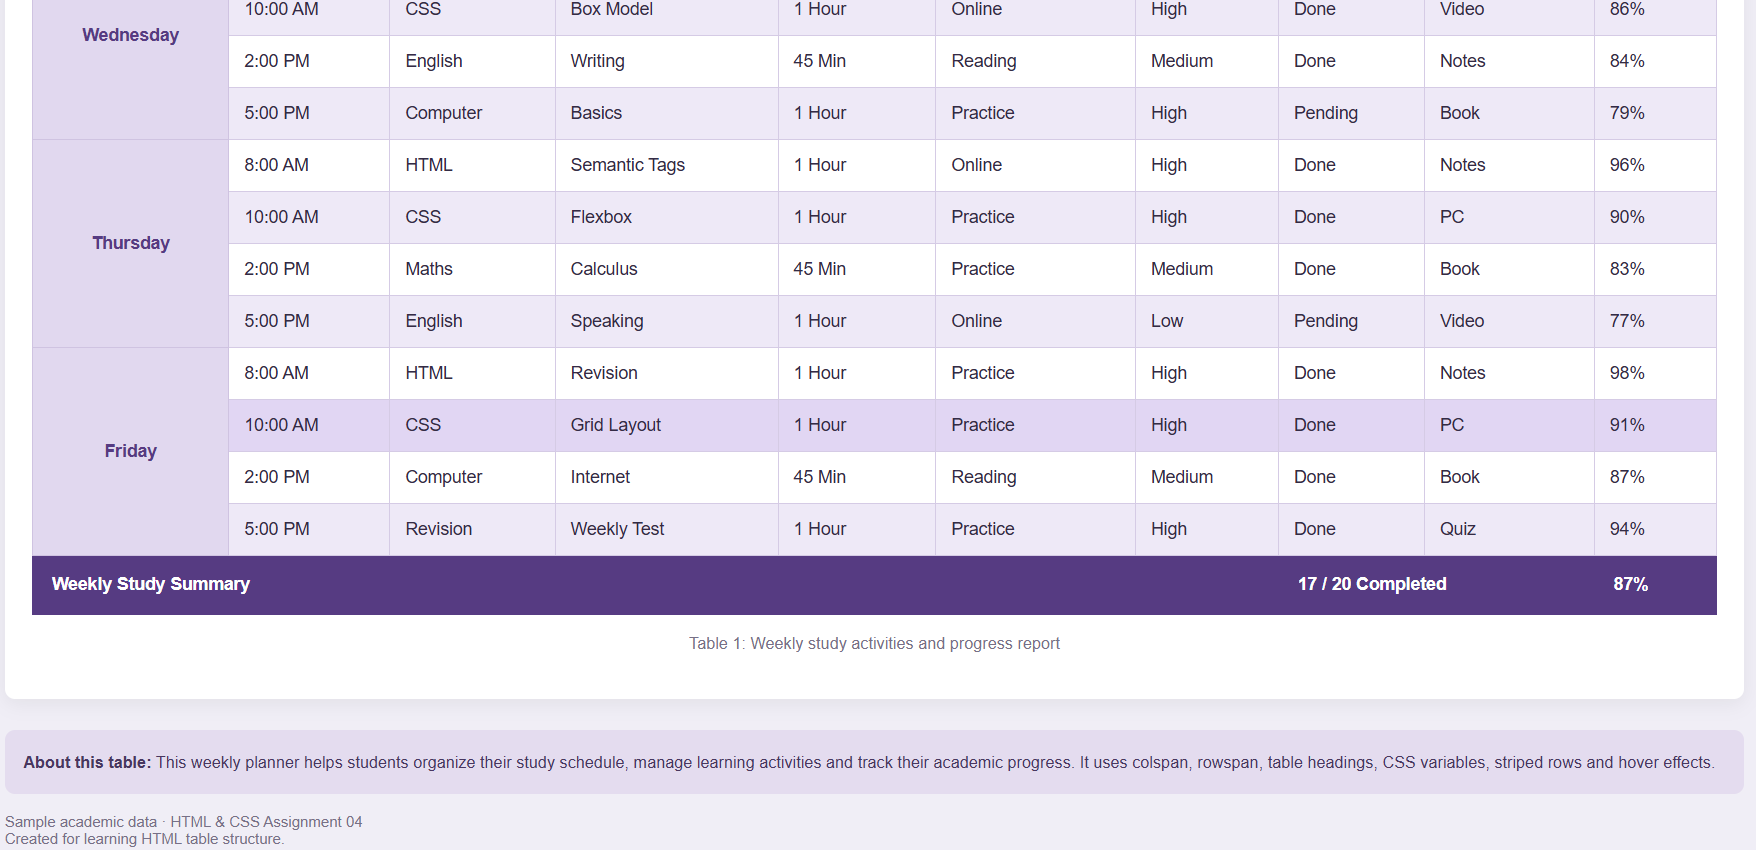 10:00 AM CSS Box Model 1 Hour Online High Done Video 86%
Wednesday
2:00 PM English Writing 45 Min Reading Medium Done Notes 84%
5:00 PM Computer Basics 1 Hour Practice High Pending Book 79%
8:00 AM HTML Semantic Tags 1 Hour Online High Done Notes 96%
10:00 AM CSS Flexbox 1 Hour Practice High Done PC 90%
Thursday
2:00 PM Maths Calculus 45 Min Practice Medium Done Book 83%
5:00 PM English Speaking 1 Hour Online Low Pending Video 77%
8:00 AM HTML Revision 1 Hour Practice High Done Notes 98%
10:00 AM CSS Grid Layout 1 Hour Practice High Done PC 91%
Friday
2:00 PM Computer Internet 45 Min Reading Medium Done Book 87%
5:00 PM Revision Weekly Test 1 Hour Practice High Done Quiz 94%
Weekly Study Summary 17 / 20 Completed 87%
Table 1: Weekly study activities and progress report
About this table: This weekly planner helps students organize their study schedule, manage learning activities and track their academic progress. It uses colspan, rowspan, table headings, CSS variables, striped rows and hover effects.
Sample academic data · HTML & CSS Assignment 04
Created for learning HTML table structure.